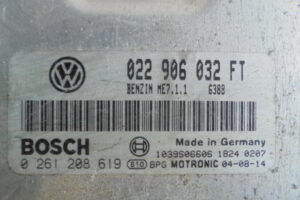 022 906 032 FT
BENZIN ME7.1.1 6388
BOSCH
Made in Germany
1039S06606 1824 0207-
0 261 208 619 610 BPG MOTRONIC 04-08-14